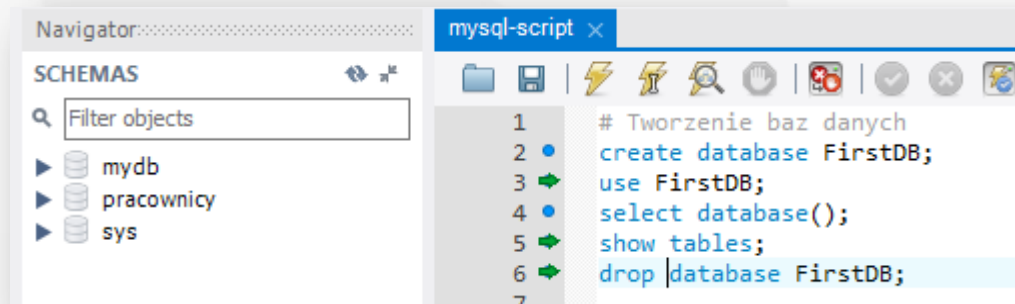 Navigator
SCHEMAS
Filter objects
mydb
pracownicy
sys
mysql-script
1 # Tworzenie baz danych
2 create database FirstDB;
3 use FirstDB;
4 select database();
5 show tables;
6 drop database FirstDB;
7